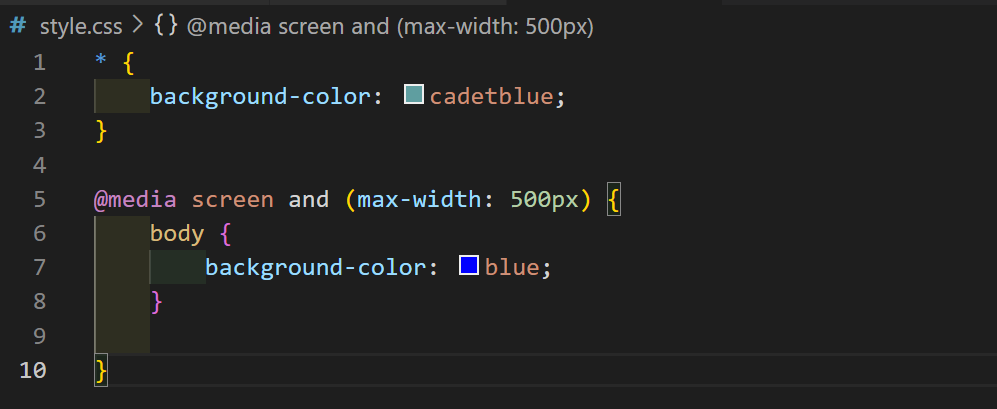 # style.css > {} @media screen and (max-width: 500px)
1 * {
2 background-color: cadetblue;
3 }
4
5 @media screen and (max-width: 500px) {
6 body {
7 background-color: blue;
8 }
9
10 }